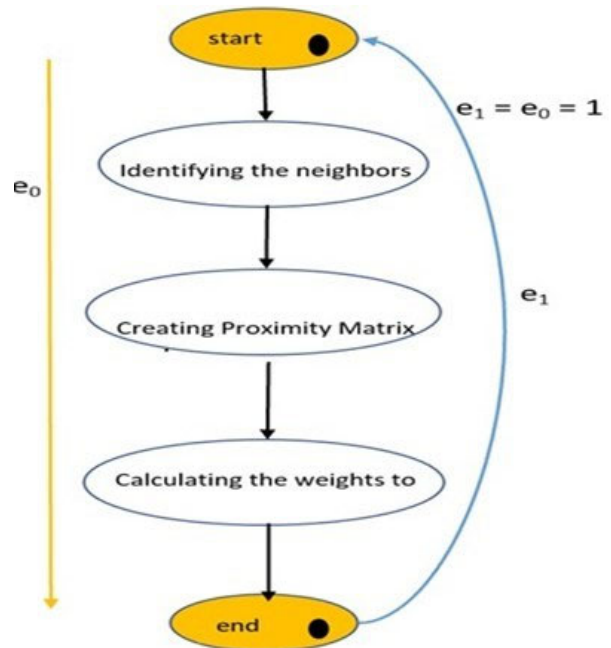 start
e₁ = e₀ = 1
Identifying the neighbors
e₀
e₁
Creating Proximity Matrix
Calculating the weights to
end